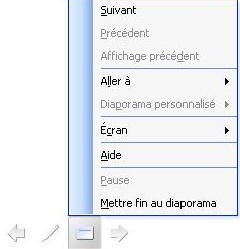 Suivant
Précédent
Affichage précédent
Aller à
Diaporama personnalisé
Écran
Aide
Pause
Mettre fin au diaporama